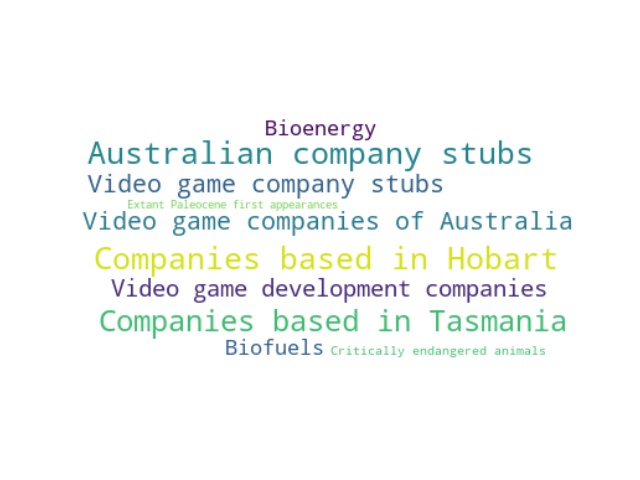 Bioenergy
Australian company stubs
Video game company stubs
Extant Paleocene first appearances
Video game companies of Australia
Companies based in Hobart
Video game development companies
Companies based in Tasmania
Biofuels Critically endangered animals